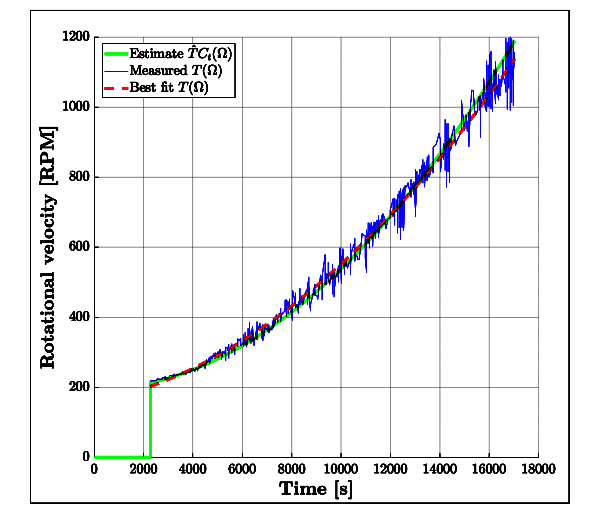 1200
1000
800
600
400
200
0
Rotational velocity [RPM]
Estimate T̂C_t(Ω)
Measured T(Ω)
Best fit T(Ω)
0 2000 4000 6000 8000 10000 12000 14000 16000 18000
Time [s]